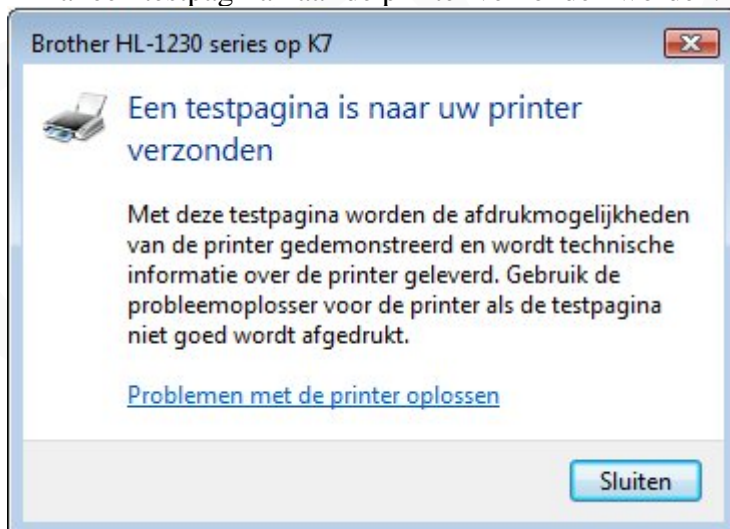 Brother HL-1230 series op K7
Een testpagina is naar uw printer
verzonden
Met deze testpagina worden de afdrukmogelijkheden
van de printer gedemonstreerd en wordt technische
informatie over de printer geleverd. Gebruik de
probleemoplosser voor de printer als de testpagina
niet goed wordt afgedrukt.
Problemen met de printer oplossen
Sluiten